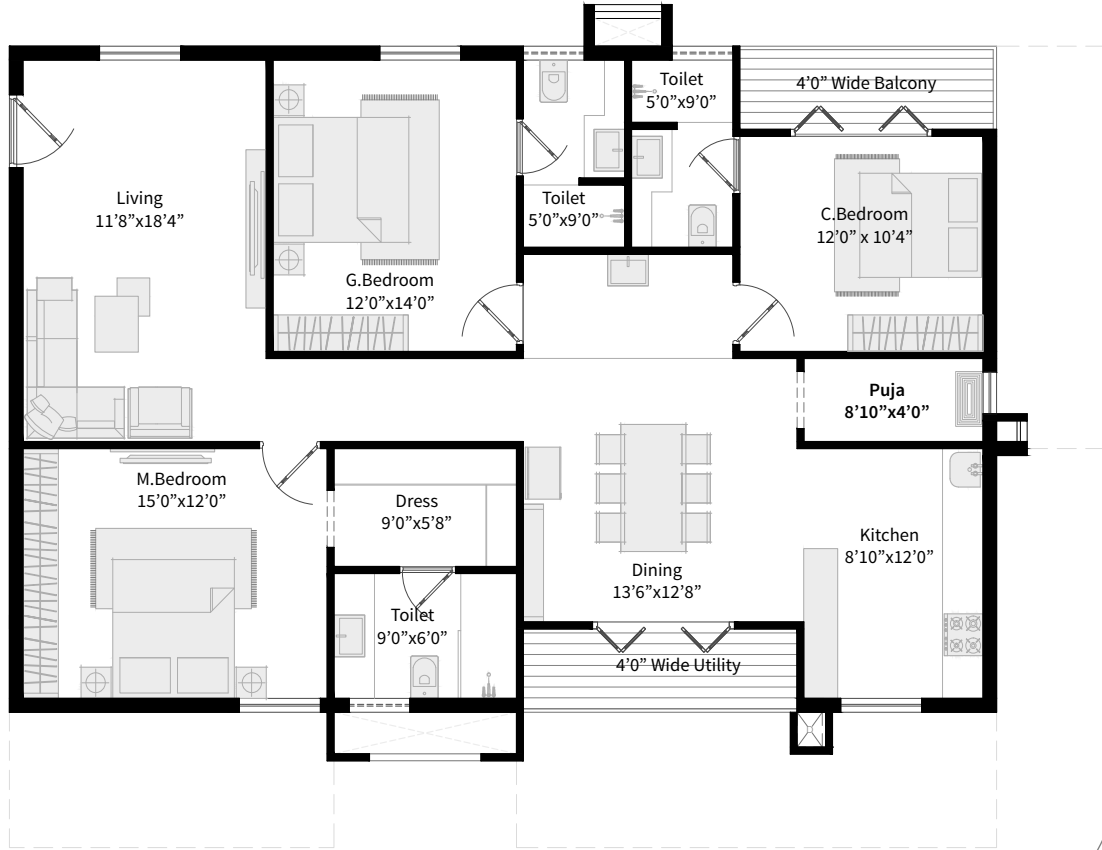 Toilet
5’0”x9’0”
4’0” Wide Balcony
Living
11’8”x18’4”
Toilet
5’0”x9’0”
C.Bedroom
12’0” x 10’4”
G.Bedroom
12’0”x14’0”
Puja
8’10”x4’0”
M.Bedroom
15’0”x12’0”
Dress
9’0”x5’8”
Kitchen
8’10”x12’0”
Dining
13’6”x12’8”
Toilet
9’0”x6’0”
4’0” Wide Utility